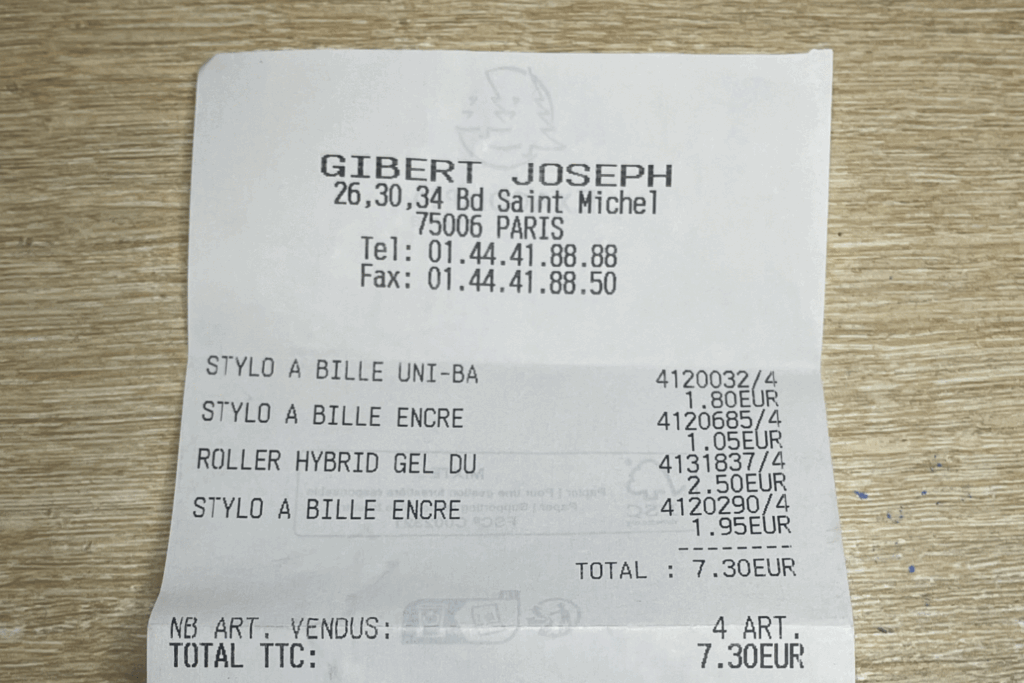 GIBERT JOSEPH
26,30,34 Bd Saint Michel
75006 PARIS
Tel: 01.44.41.88.88
Fax: 01.44.41.88.50
STYLO A BILLE UNI-BA 4120032/4
1.80EUR
STYLO A BILLE ENCRE 4120685/4
1.05EUR
ROLLER HYBRID GEL DU 4131837/4
2.50EUR
STYLO A BILLE ENCRE 4120290/4
1.95EUR
--------
TOTAL : 7.30EUR
NB ART. VENDUS: 4 ART.
TOTAL TTC: 7.30EUR